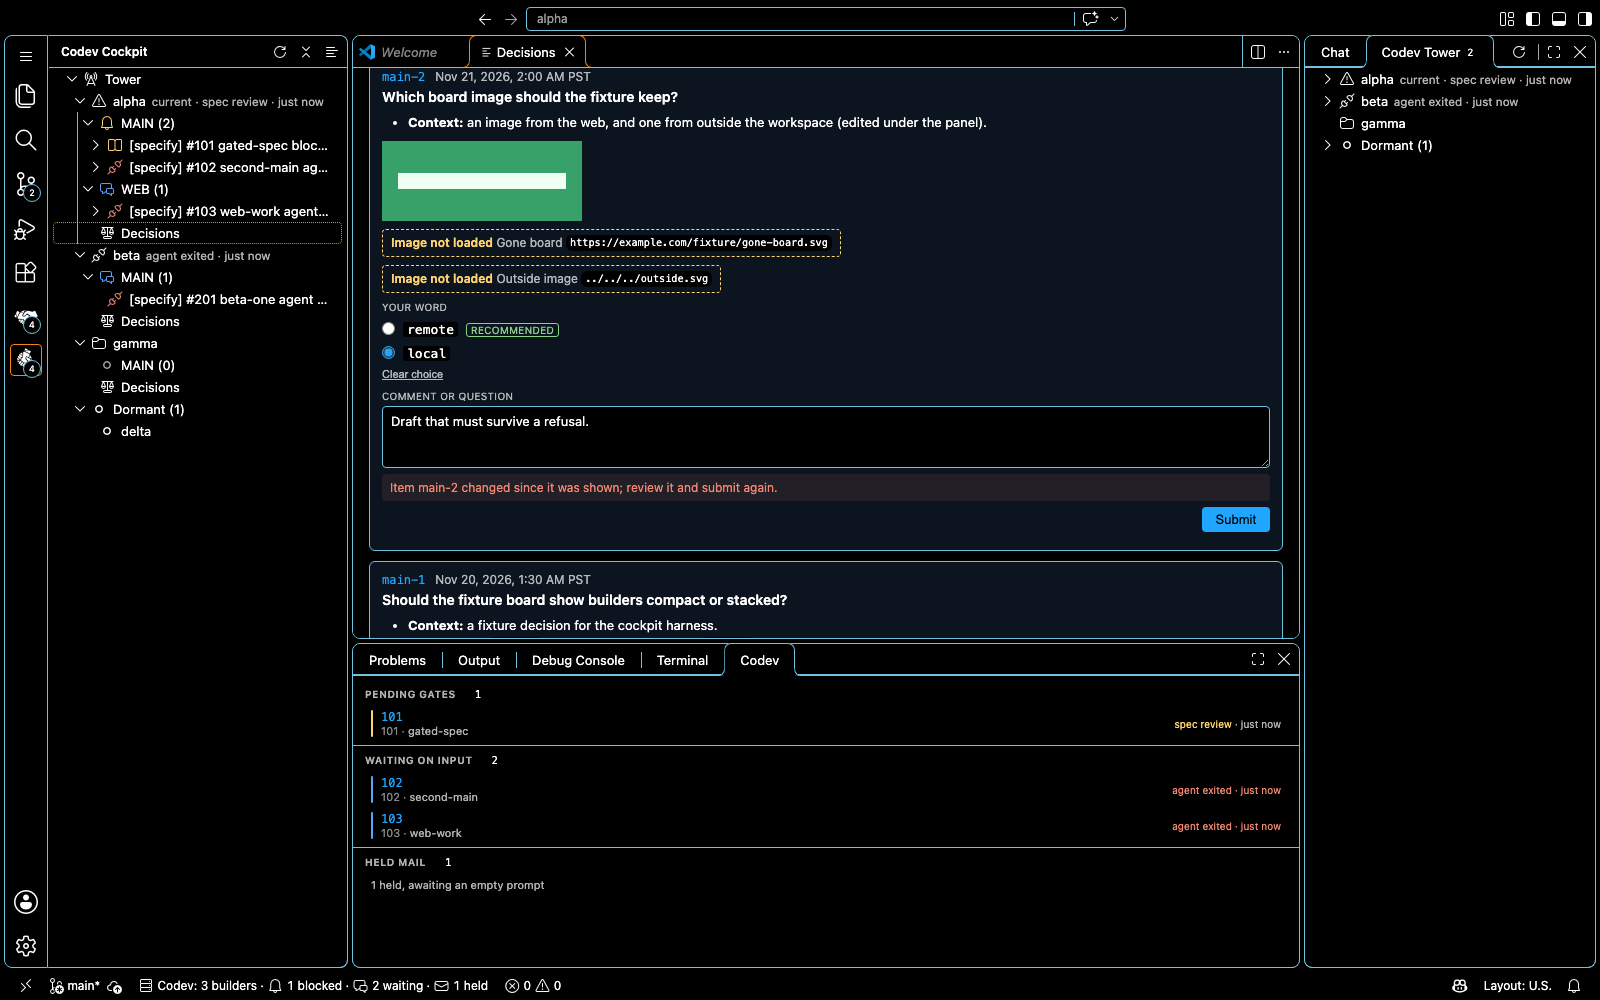 alpha
Codev Cockpit
Tower
alpha current · spec review · just now
MAIN (2)
[specify] #101 gated-spec bloc...
[specify] #102 second-main ag...
WEB (1)
[specify] #103 web-work agent...
Decisions
beta agent exited · just now
MAIN (1)
[specify] #201 beta-one agent ...
Decisions
gamma
MAIN (0)
Decisions
Dormant (1)
delta
2
4
4
Welcome
Decisions
main-2 Nov 21, 2026, 2:00 AM PST
Which board image should the fixture keep?
• Context: an image from the web, and one from outside the workspace (edited under the panel).
Image not loaded Gone board https://example.com/fixture/gone-board.svg
Image not loaded Outside image ../../../outside.svg
YOUR WORD
remote RECOMMENDED
local
Clear choice
COMMENT OR QUESTION
Draft that must survive a refusal.
Item main-2 changed since it was shown; review it and submit again.
Submit
main-1 Nov 20, 2026, 1:30 AM PST
Should the fixture board show builders compact or stacked?
• Context: a fixture decision for the cockpit harness.
Problems
Output
Debug Console
Terminal
Codev
PENDING GATES 1
101
101 · gated-spec
spec review · just now
WAITING ON INPUT 2
102
102 · second-main
agent exited · just now
103
103 · web-work
agent exited · just now
HELD MAIL 1
1 held, awaiting an empty prompt
Chat
Codev Tower 2
alpha current · spec review · just now
beta agent exited · just now
gamma
Dormant (1)
main*
Codev: 3 builders · 1 blocked · 2 waiting · 1 held
0 0
Layout: U.S.